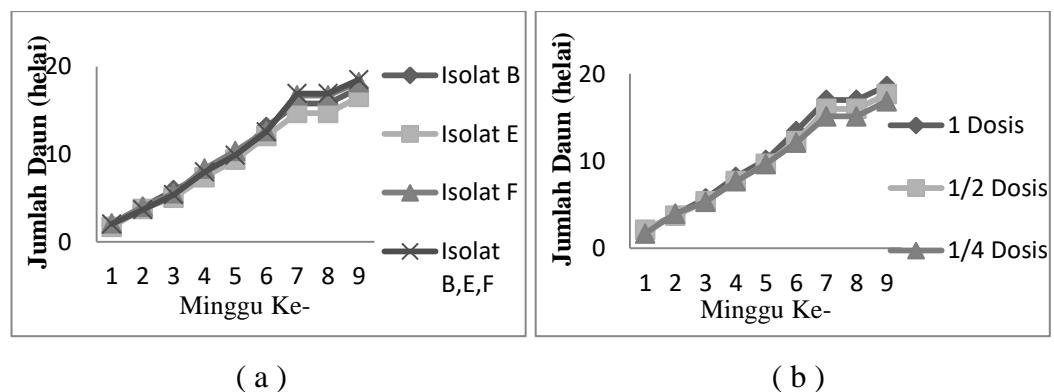 Jumlah Daun (helai)
20
10
0
1 2 3 4 5 6 7 8 9
Minggu Ke-
Isolat B
Isolat E
Isolat F
Isolat
B,E,F
( a )
Jumlah Daun (helai)
20
10
0
1 2 3 4 5 6 7 8 9
Minggu Ke-
1 Dosis
1/2 Dosis
1/4 Dosis
( b )